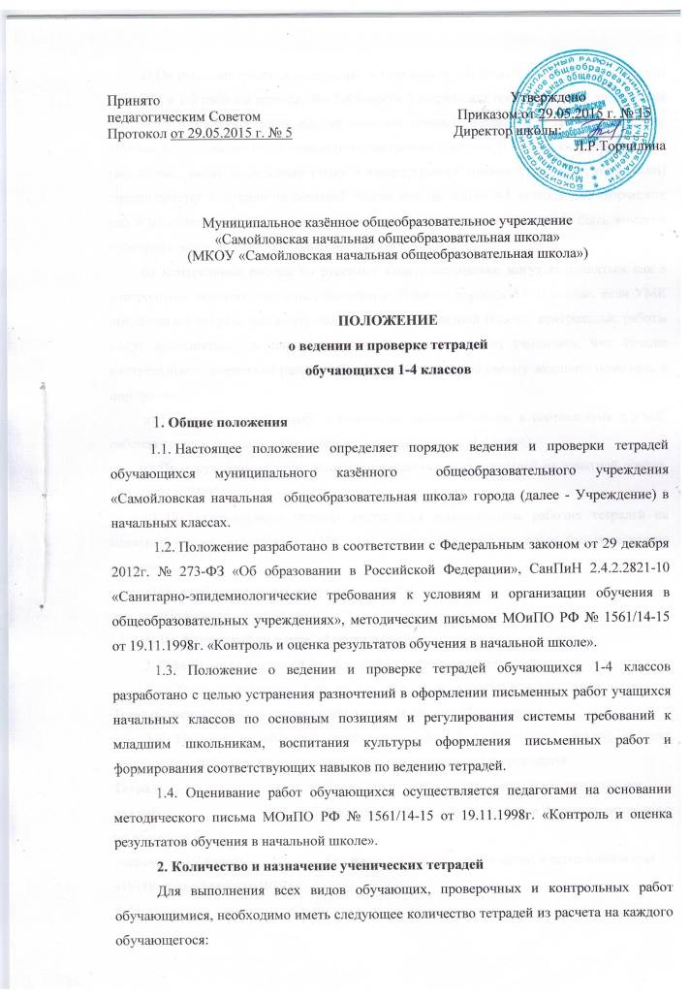 Принято Утверждено
педагогическим Советом Приказом от 29.05.2015 г. № 15
Протокол от 29.05.2015 г. № 5 Директор школы:
Л.Р.Торчилина
Муниципальное казённое общеобразовательное учреждение
«Самойловская начальная общеобразовательная школа»
(МКОУ «Самойловская начальная общеобразовательная школа»)
ПОЛОЖЕНИЕ
о ведении и проверке тетрадей
обучающихся 1-4 классов
1. Общие положения
1.1. Настоящее положение определяет порядок ведения и проверки тетрадей
обучающихся муниципального казённого общеобразовательного учреждения
«Самойловская начальная общеобразовательная школа» города (далее - Учреждение) в
начальных классах.
1.2. Положение разработано в соответствии с Федеральным законом от 29 декабря
2012г. № 273-ФЗ «Об образовании в Российской Федерации», СанПиН 2.4.2.2821-10
«Санитарно-эпидемиологические требования к условиям и организации обучения в
общеобразовательных учреждениях», методическим письмом МОиПО РФ № 1561/14-15
от 19.11.1998г. «Контроль и оценка результатов обучения в начальной школе».
1.3. Положение о ведении и проверке тетрадей обучающихся 1-4 классов
разработано с целью устранения разночтений в оформлении письменных работ учащихся
начальных классов по основным позициям и регулирования системы требований к
младшим школьникам, воспитания культуры оформления письменных работ и
формирования соответствующих навыков по ведению тетрадей.
1.4. Оценивание работ обучающихся осуществляется педагогами на основании
методического письма МОиПО РФ № 1561/14-15 от 19.11.1998г. «Контроль и оценка
результатов обучения в начальной школе».
2. Количество и назначение ученических тетрадей
Для выполнения всех видов обучающих, проверочных и контрольных работ
обучающимися, необходимо иметь следующее количество тетрадей из расчета на каждого
обучающегося: